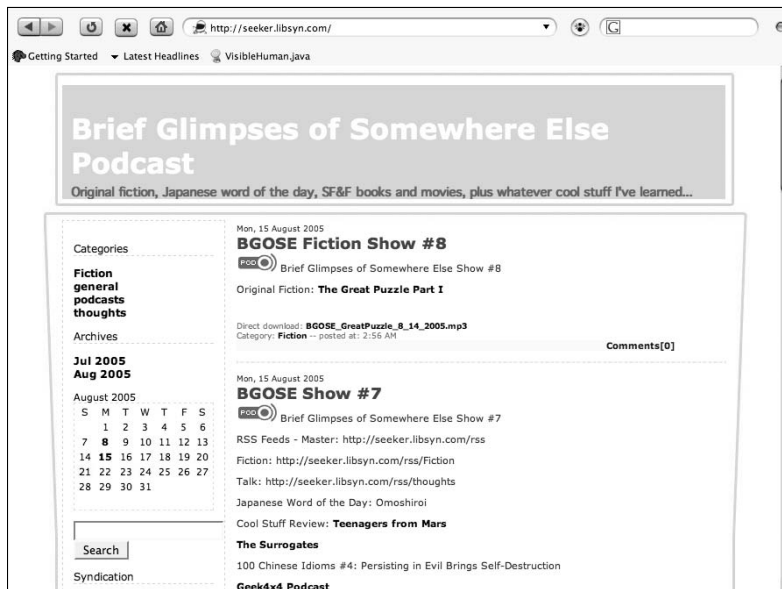 http://seeker.libsyn.com/
G
Getting Started
Latest Headlines
VisibleHuman.java
Brief Glimpses of Somewhere Else
Podcast
Original fiction, Japanese word of the day, SF&F books and movies, plus whatever cool stuff I've learned...
Categories
Fiction
general
podcasts
thoughts
Archives
Jul 2005
Aug 2005
August 2005
S M T W T F S
1 2 3 4 5 6
7 8 9 10 11 12 13
14 15 16 17 18 19 20
21 22 23 24 25 26 27
28 29 30 31
Search
Syndication
Mon, 15 August 2005
BGOSE Fiction Show #8
POD Brief Glimpses of Somewhere Else Show #8
Original Fiction: The Great Puzzle Part I
Direct download: BGOSE_GreatPuzzle_8_14_2005.mp3
Category: Fiction -- posted at: 2:56 AM
Comments[0]
Mon, 15 August 2005
BGOSE Show #7
POD Brief Glimpses of Somewhere Else Show #7
RSS Feeds - Master: http://seeker.libsyn.com/rss
Fiction: http://seeker.libsyn.com/rss/Fiction
Talk: http://seeker.libsyn.com/rss/thoughts
Japanese Word of the Day: Omoshiroi
Cool Stuff Review: Teenagers from Mars
The Surrogates
100 Chinese Idioms #4: Persisting in Evil Brings Self-Destruction
Geek4x4 Podcast